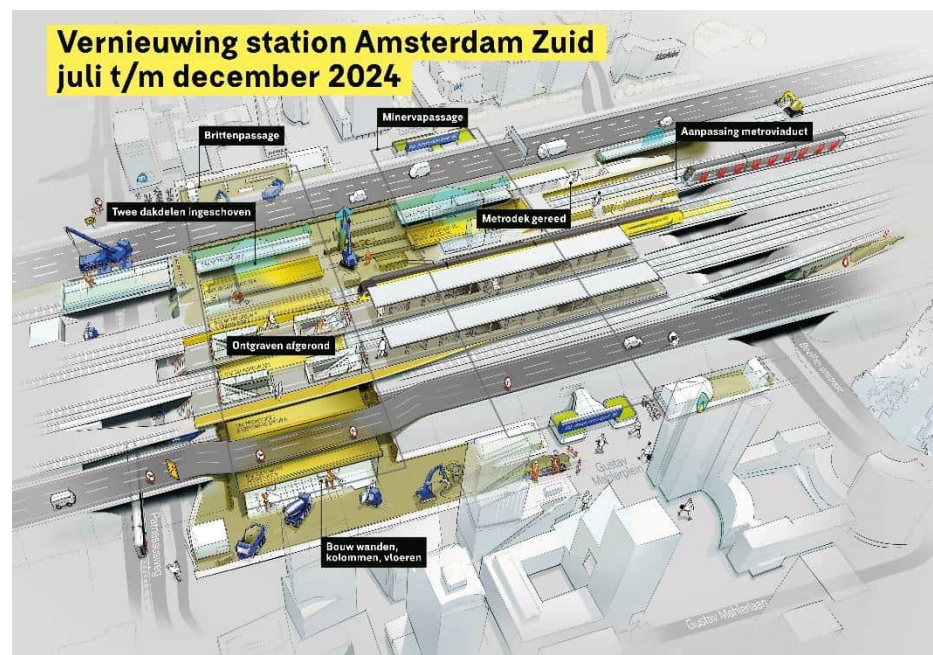 Vernieuwing station Amsterdam Zuid
juli t/m december 2024
Minervapassage
Brittenpassage
Aanpassing metroviaduct
Twee dakdelen ingeschoven
Metrodek gereed
Ontgraven afgerond
Bouw wanden,
kolommen, vloeren
Gustav
Mahlerplein
Gustav Mahlerlaan